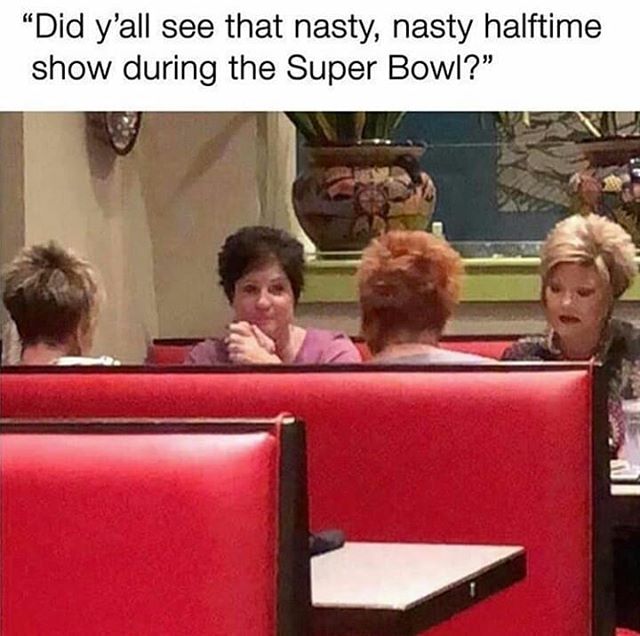 “Did y’all see that nasty, nasty halftime
show during the Super Bowl?”